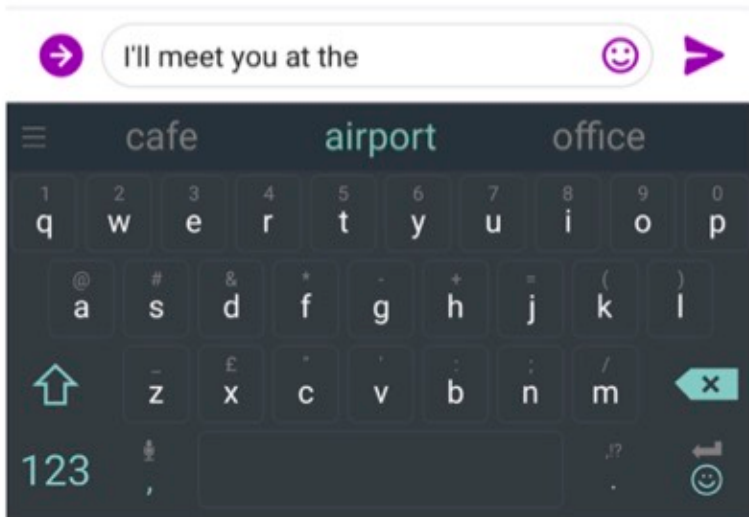 I'll meet you at the
cafe airport office
1 2 3 4 5 6 7 8 9 0
q w e r t y u i o p
@ # & * - + = ( )
a s d f g h j k l
_ £ " ' : ; /
z x c v b n m
123 , ,!? .